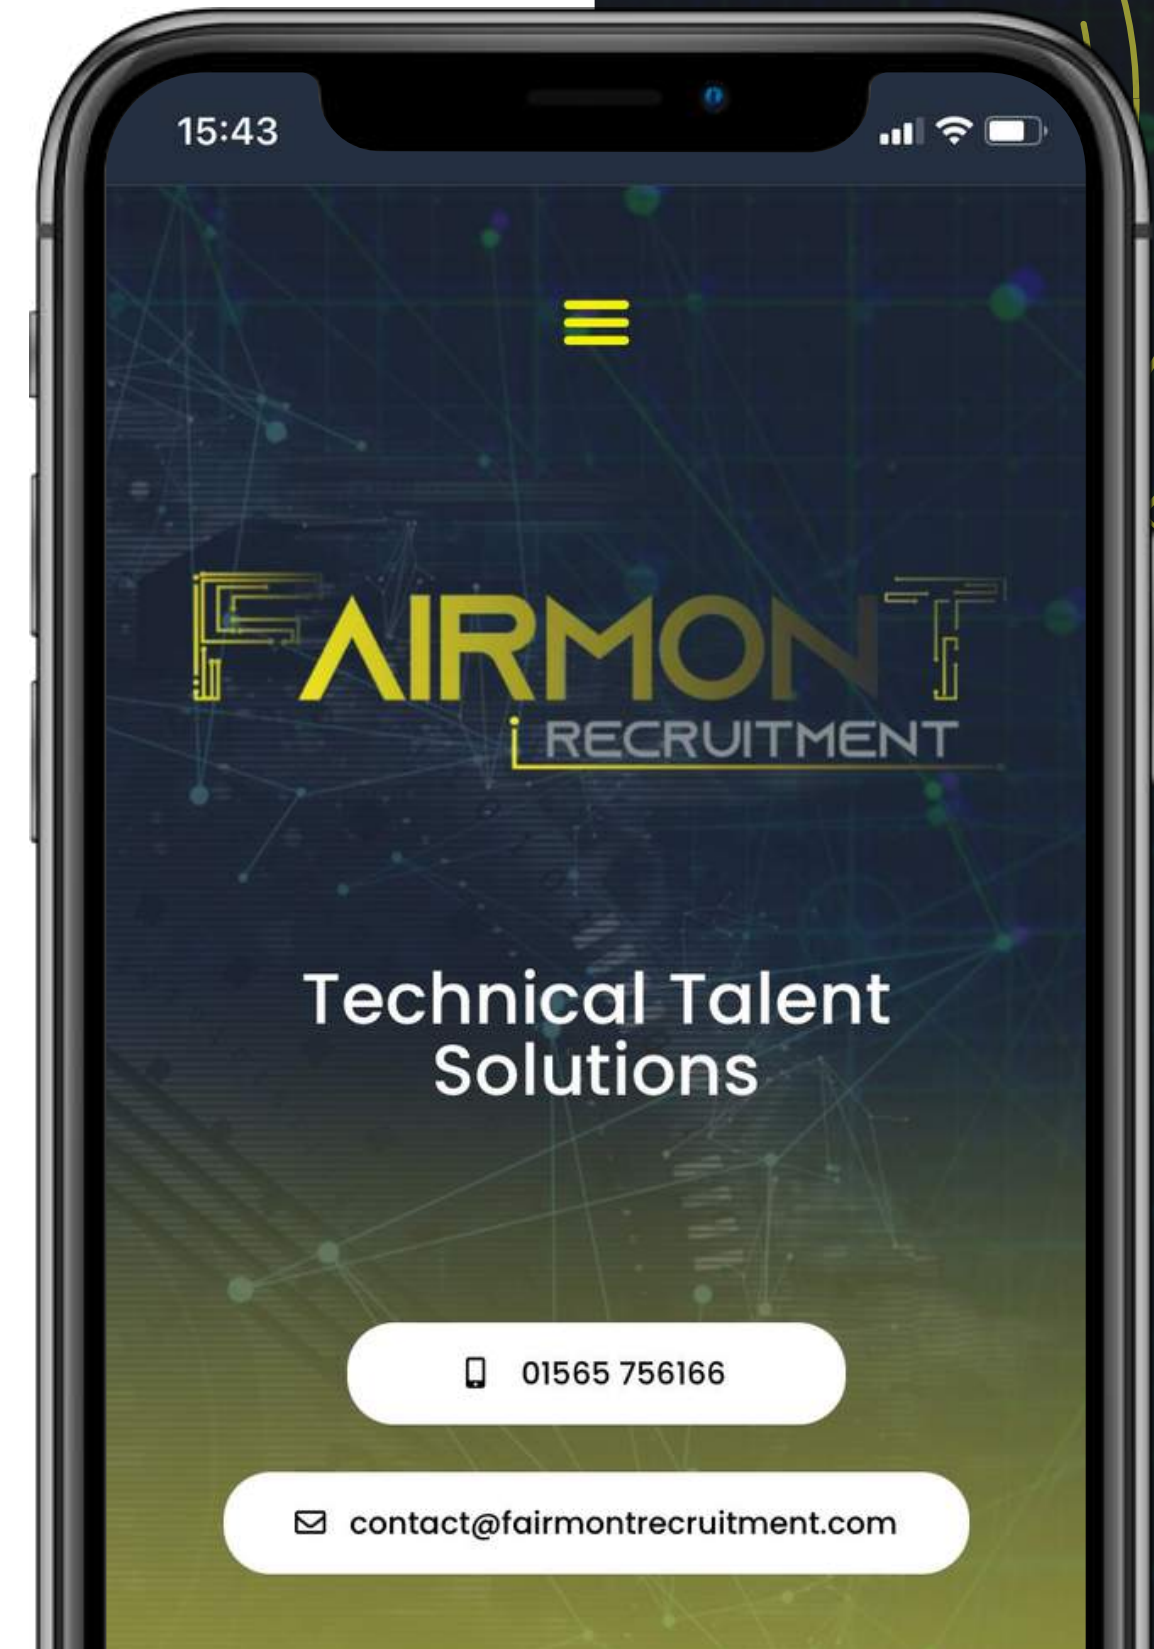 15:43
FAIRMONT
RECRUITMENT
Technical Talent
Solutions
01565 756166
contact@fairmontrecruitment.com